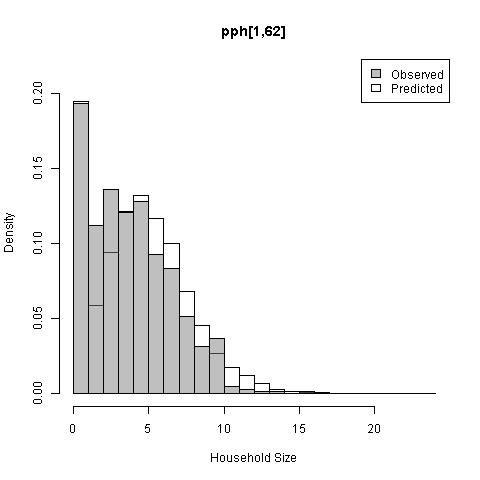 pph[1,62]
Observed
Predicted
0.20
0.15
0.10
0.05
0.00
Density
0 5 10 15 20
Household Size